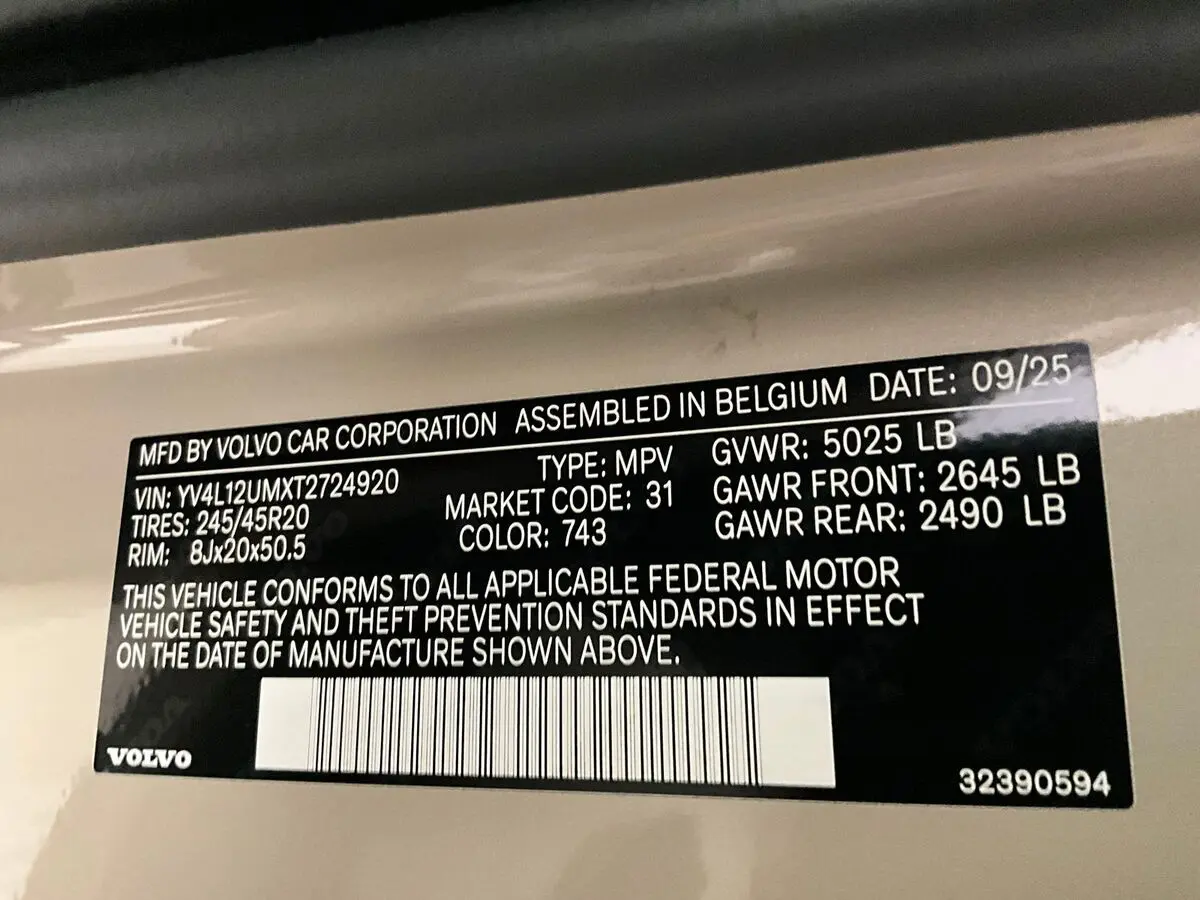 MFD BY VOLVO CAR CORPORATION ASSEMBLED IN BELGIUM DATE: 09/25
VIN: YV4L12UMXT2724920 TYPE: MPV GVWR: 5025 LB
TIRES: 245/45R20 MARKET CODE: 31 GAWR FRONT: 2645 LB
RIM: 8Jx20x50.5 COLOR: 743 GAWR REAR: 2490 LB
THIS VEHICLE CONFORMS TO ALL APPLICABLE FEDERAL MOTOR
VEHICLE SAFETY AND THEFT PREVENTION STANDARDS IN EFFECT
ON THE DATE OF MANUFACTURE SHOWN ABOVE.
VOLVO 32390594